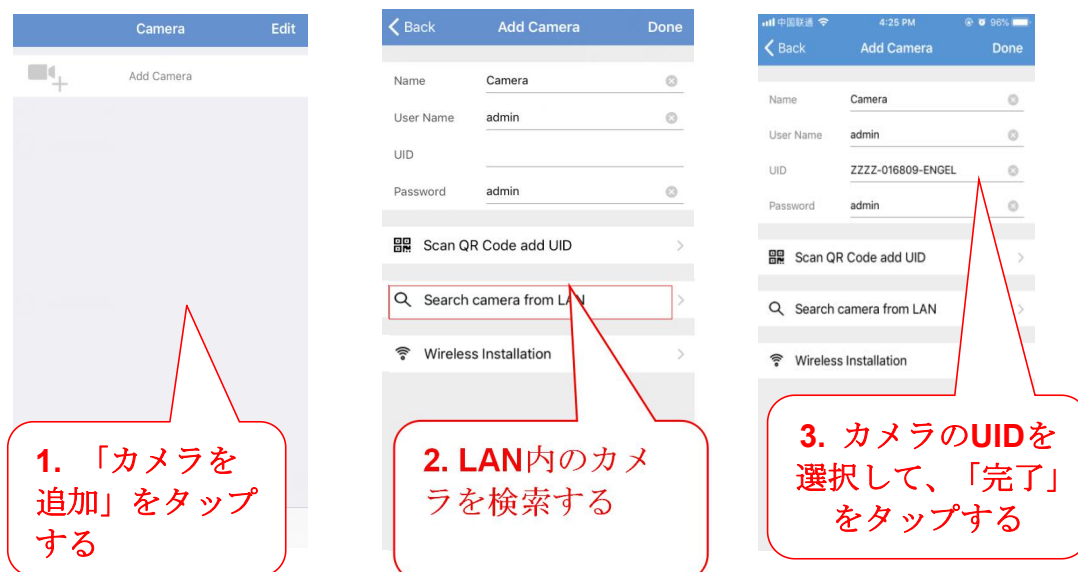 Camera
Edit
Add Camera
1. 「カメラを
追加」をタップ
する
Back
Add Camera
Done
Name Camera
User Name admin
UID
Password admin
Scan QR Code add UID
Search camera from LAN
Wireless Installation
2. LAN内のカメ
ラを検索する
中国联通 4:25 PM 96%
Back
Add Camera
Done
Name Camera
User Name admin
UID ZZZZ-016809-ENGEL
Password admin
Scan QR Code add UID
Search camera from LAN
Wireless Installation
3. カメラのUIDを
選択して、「完了」
をタップする